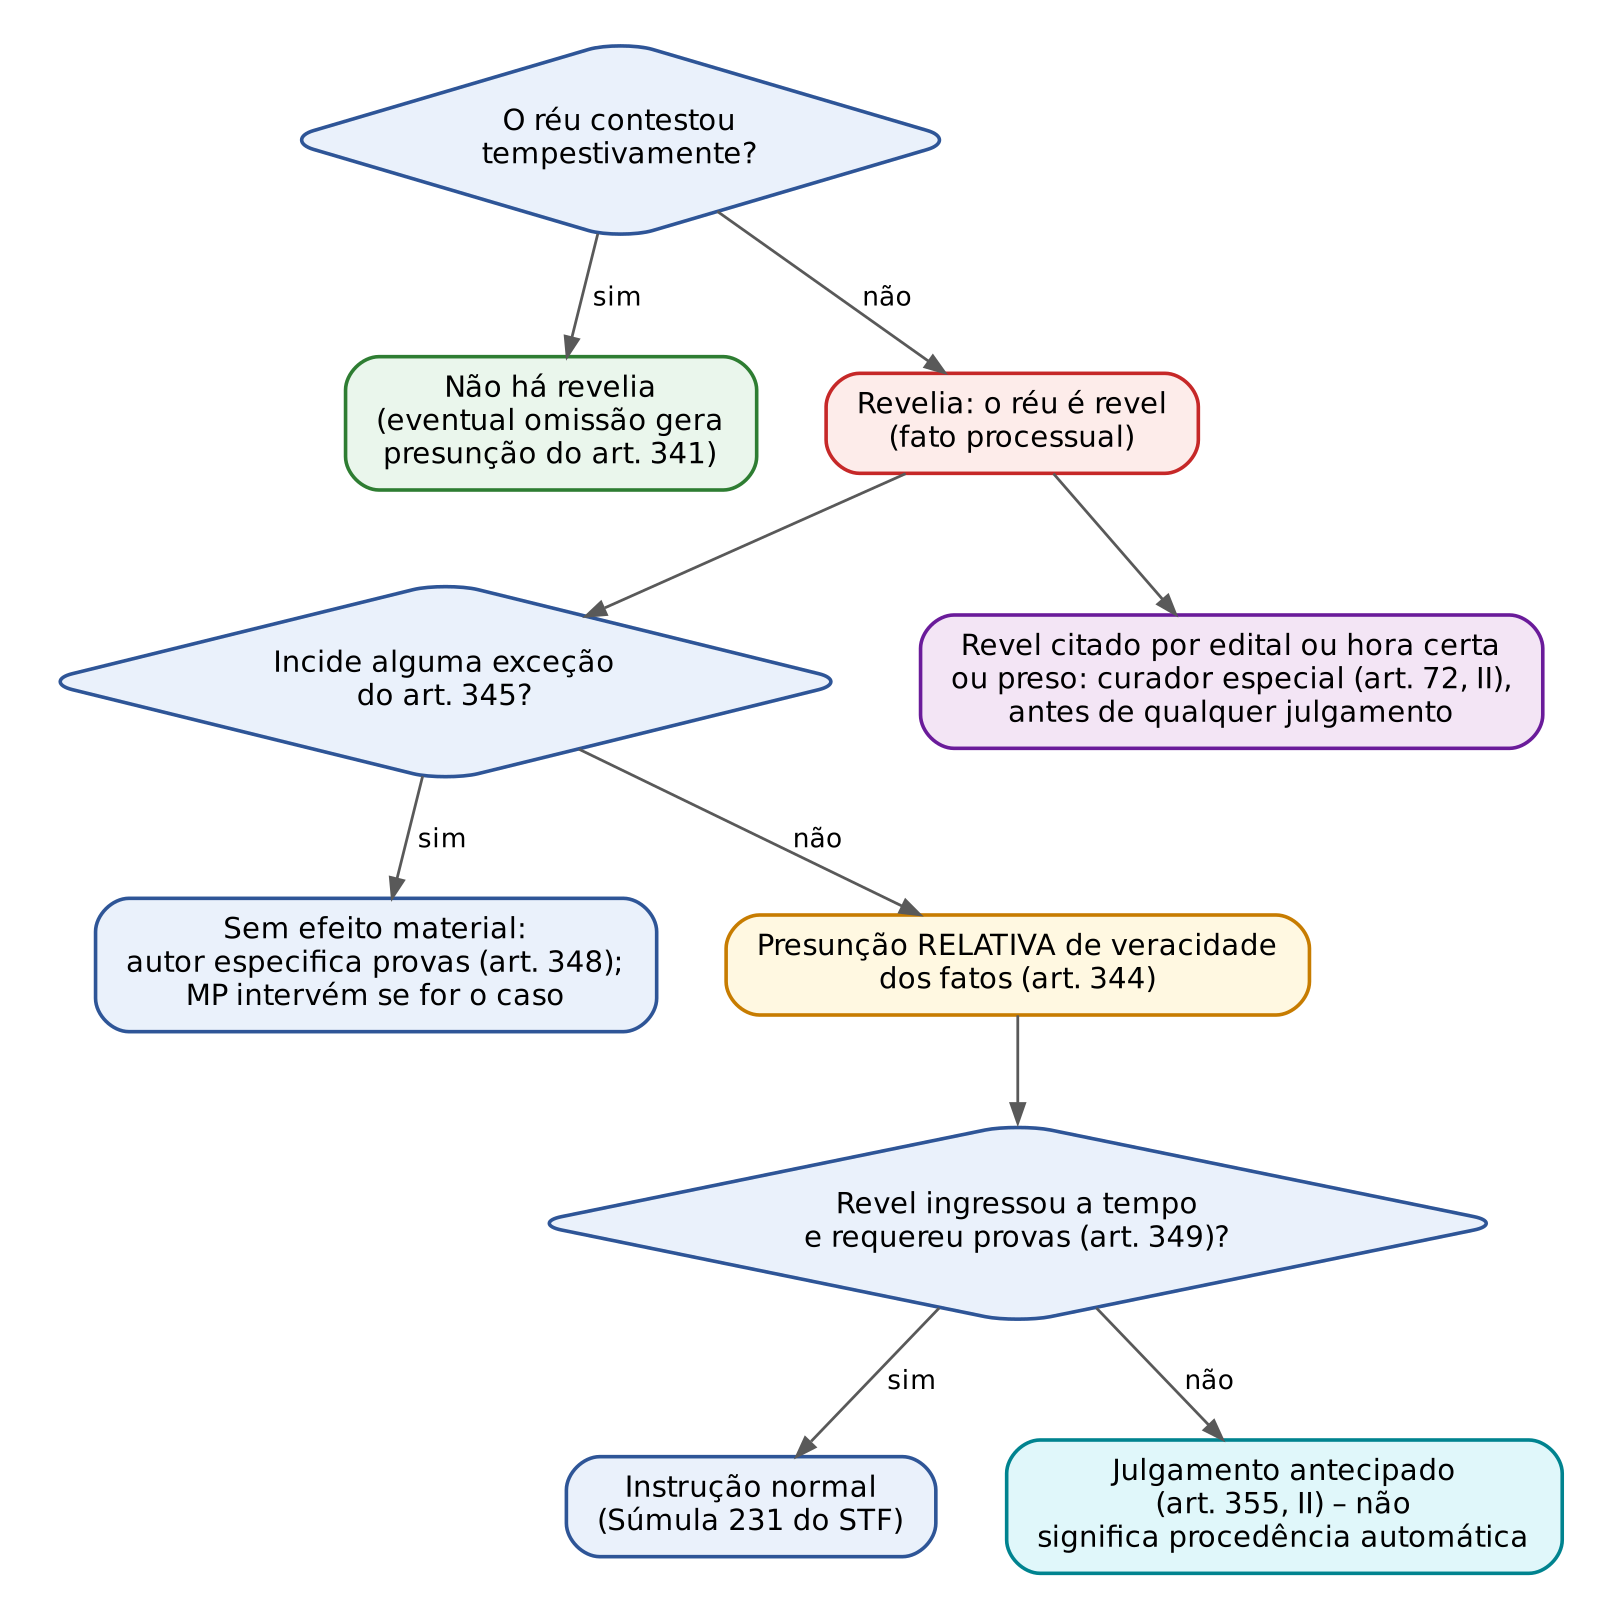 O réu contestou
tempestivamente?
sim
não
Não há revelia
(eventual omissão gera
presunção do art. 341)
Revelia: o réu é revel
(fato processual)
Incide alguma exceção
do art. 345?
Revel citado por edital ou hora certa
ou preso: curador especial (art. 72, II),
antes de qualquer julgamento
sim
não
Sem efeito material:
autor especifica provas (art. 348);
MP intervém se for o caso
Presunção RELATIVA de veracidade
dos fatos (art. 344)
Revel ingressou a tempo
e requereu provas (art. 349)?
sim
não
Instrução normal
(Súmula 231 do STF)
Julgamento antecipado
(art. 355, II) – não
significa procedência automática